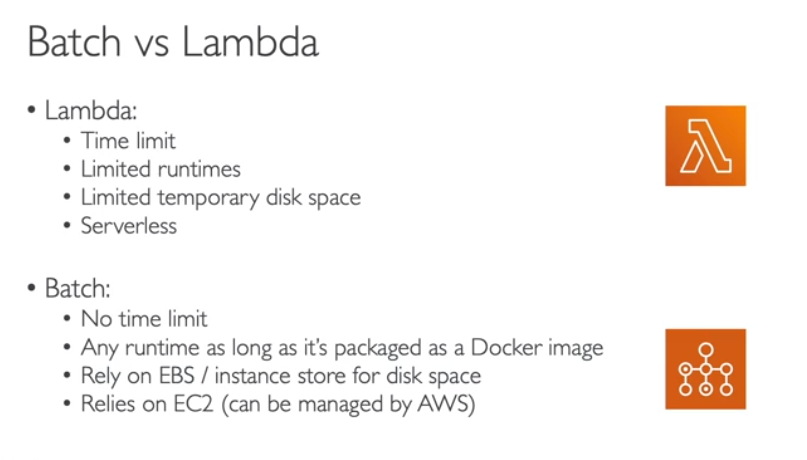 Batch vs Lambda
• Lambda:
• Time limit
• Limited runtimes
• Limited temporary disk space
• Serverless
• Batch:
• No time limit
• Any runtime as long as it's packaged as a Docker image
• Rely on EBS / instance store for disk space
• Relies on EC2 (can be managed by AWS)